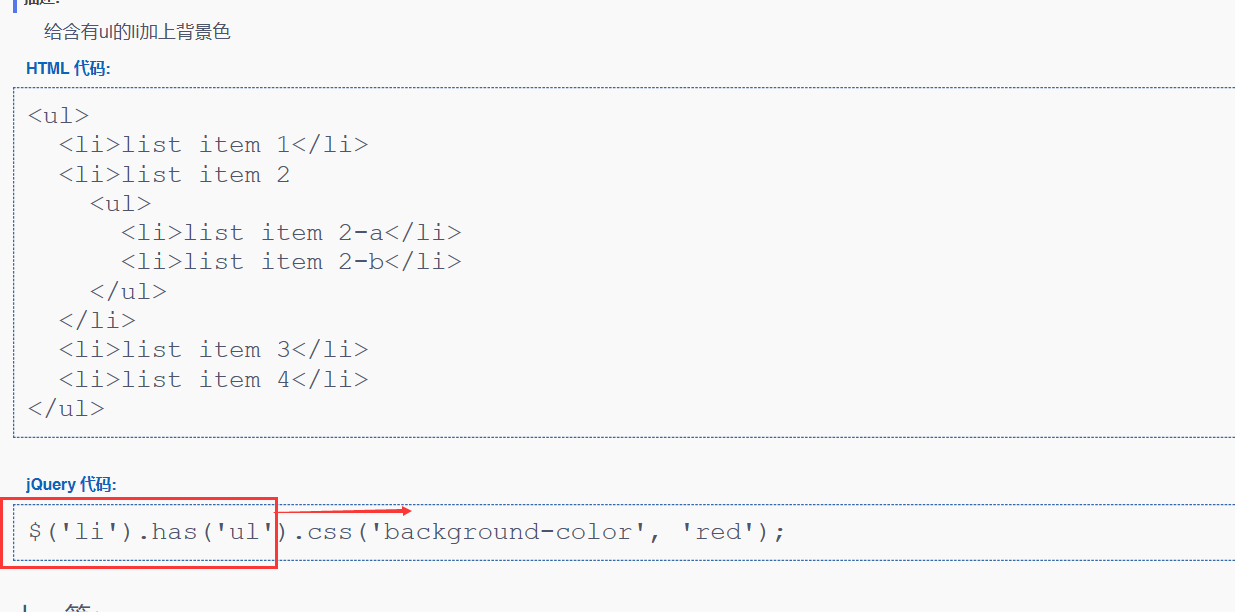 描述:
给含有ul的li加上背景色
HTML 代码:
<ul>
  <li>list item 1</li>
  <li>list item 2
    <ul>
      <li>list item 2-a</li>
      <li>list item 2-b</li>
    </ul>
  </li>
  <li>list item 3</li>
  <li>list item 4</li>
</ul>
jQuery 代码:
$('li').has('ul').css('background-color', 'red');